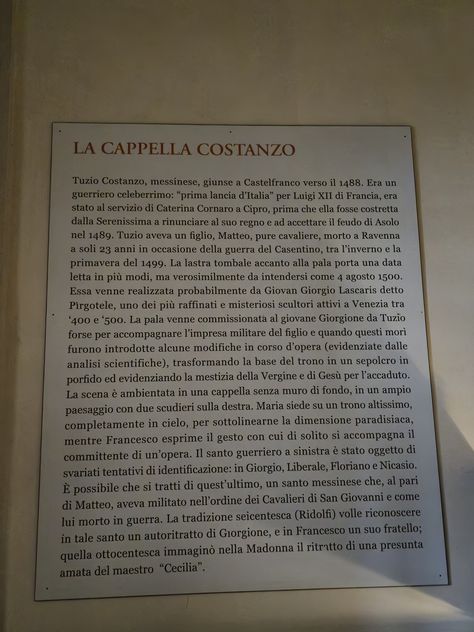 LA CAPPELLA COSTANZO
Tuzio Costanzo, messinese, giunse a Castelfranco verso il 1488. Era un
guerriero celeberrimo: "prima lancia d'Italia" per Luigi XII di Francia, era
stato al servizio di Caterina Cornaro a Cipro, prima che ella fosse costretta
dalla Serenissima a rinunciare al suo regno e ad accettare il feudo di Asolo
nel 1489. Tuzio aveva un figlio, Matteo, pure cavaliere, morto a Ravenna
a soli 23 anni in occasione della guerra del Casentino, tra l'inverno e la
primavera del 1499. La lastra tombale accanto alla pala porta una data
letta in più modi, ma verosimilmente da intendersi come 4 agosto 1500.
Essa venne realizzata probabilmente da Giovan Giorgio Lascaris detto
Pirgotele, uno dei più raffinati e misteriosi scultori attivi a Venezia tra
'400 e '500. La pala venne commissionata al giovane Giorgione da Tuzio
forse per accompagnare l'impresa militare del figlio e quando questi morì
furono introdotte alcune modifiche in corso d'opera (evidenziate dalle
analisi scientifiche), trasformando la base del trono in un sepolcro in
porfido ed evidenziando la mestizia della Vergine e di Gesù per l'accaduto.
La scena è ambientata in una cappella senza muro di fondo, in un ampio
paesaggio con due scudieri sulla destra. Maria siede su un trono altissimo,
completamente in cielo, per sottolinearne la dimensione paradisiaca,
mentre Francesco esprime il gesto con cui di solito si accompagna il
committente di un'opera. Il santo guerriero a sinistra è stato oggetto di
svariati tentativi di identificazione: in Giorgio, Liberale, Floriano e Nicasio.
È possibile che si tratti di quest'ultimo, un santo messinese che, al pari
di Matteo, aveva militato nell'ordine dei Cavalieri di San Giovanni e come
lui morto in guerra. La tradizione seicentesca (Ridolfi) volle riconoscere
in tale santo un autoritratto di Giorgione, e in Francesco un suo fratello;
quella ottocentesca immaginò nella Madonna il ritratto di una presunta
amata del maestro "Cecilia".